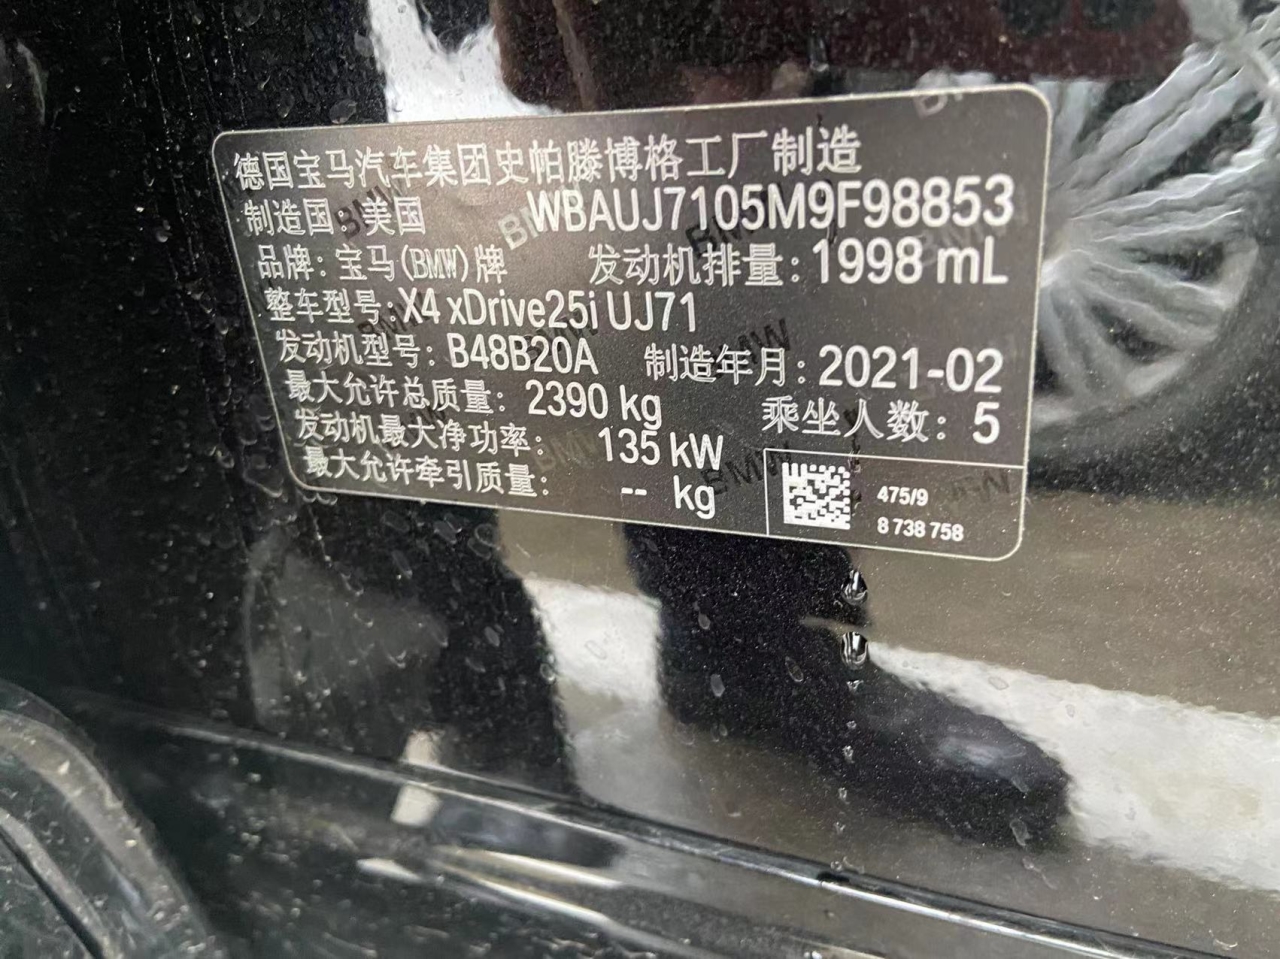 德国宝马汽车集团史帕滕博格工厂制造
制造国: 美国 WBAUJ7105M9F98853
品牌: 宝马(BMW)牌 发动机排量: 1998 mL
整车型号: X4 xDrive25i UJ71
发动机型号: B48B20A 制造年月: 2021-02
最大允许总质量: 2390 kg 乘坐人数: 5
发动机最大净功率: 135 kW
最大允许牵引质量: -- kg
475/9
8 738 758